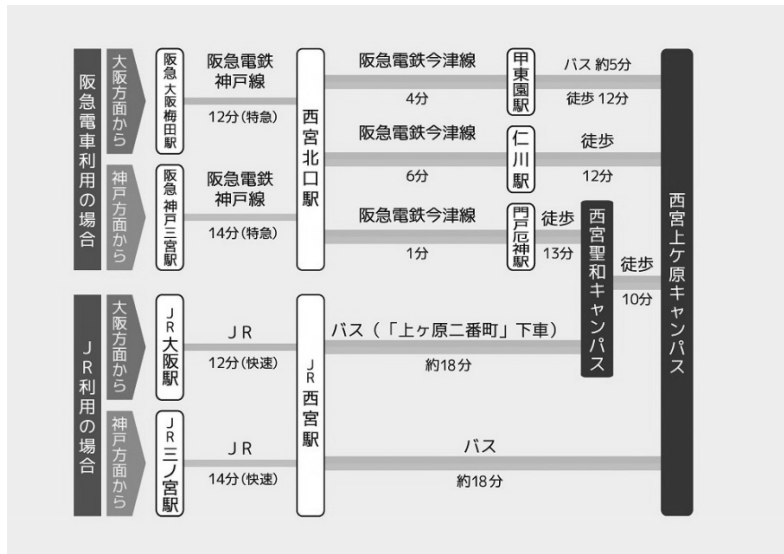 阪急電車利用の場合
大阪方面から
阪急 大阪梅田駅
阪急電鉄
神戸線
12分(特急)
神戸方面から
阪急 神戸三宮駅
阪急電鉄
神戸線
14分(特急)
西宮北口駅
阪急電鉄今津線
4分
甲東園駅
バス 約5分
徒歩 12分
阪急電鉄今津線
6分
仁川駅
徒歩
12分
阪急電鉄今津線
1分
門戸厄神駅
徒歩
13分
西宮聖和キャンパス
徒歩
10分
西宮上ケ原キャンパス
JR利用の場合
大阪方面から
JR大阪駅
JR
12分(快速)
神戸方面から
JR三ノ宮駅
JR
14分(快速)
JR西宮駅
バス(「上ヶ原二番町」下車)
約18分
バス
約18分